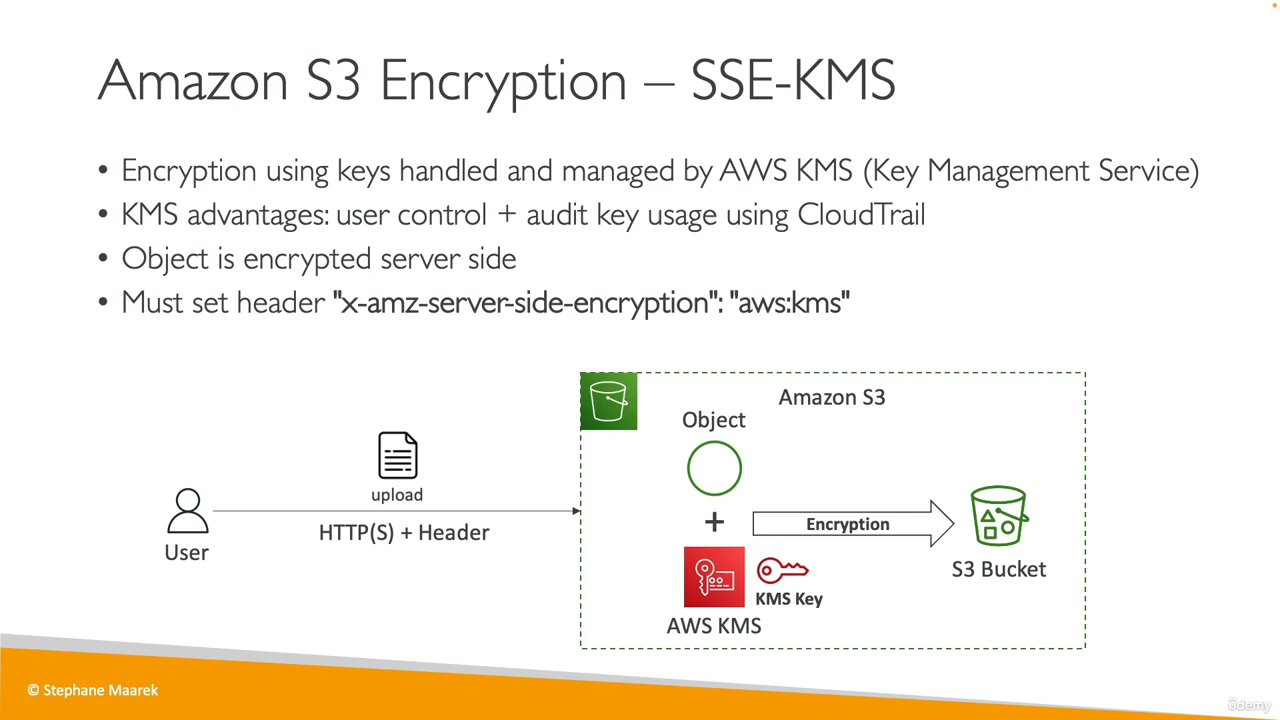 Amazon S3 Encryption – SSE-KMS
• Encryption using keys handled and managed by AWS KMS (Key Management Service)
• KMS advantages: user control + audit key usage using CloudTrail
• Object is encrypted server side
• Must set header "x-amz-server-side-encryption": "aws:kms"
Amazon S3
Object
upload
HTTP(S) + Header
User
+
Encryption
S3 Bucket
KMS Key
AWS KMS
© Stephane Maarek
ûdemy